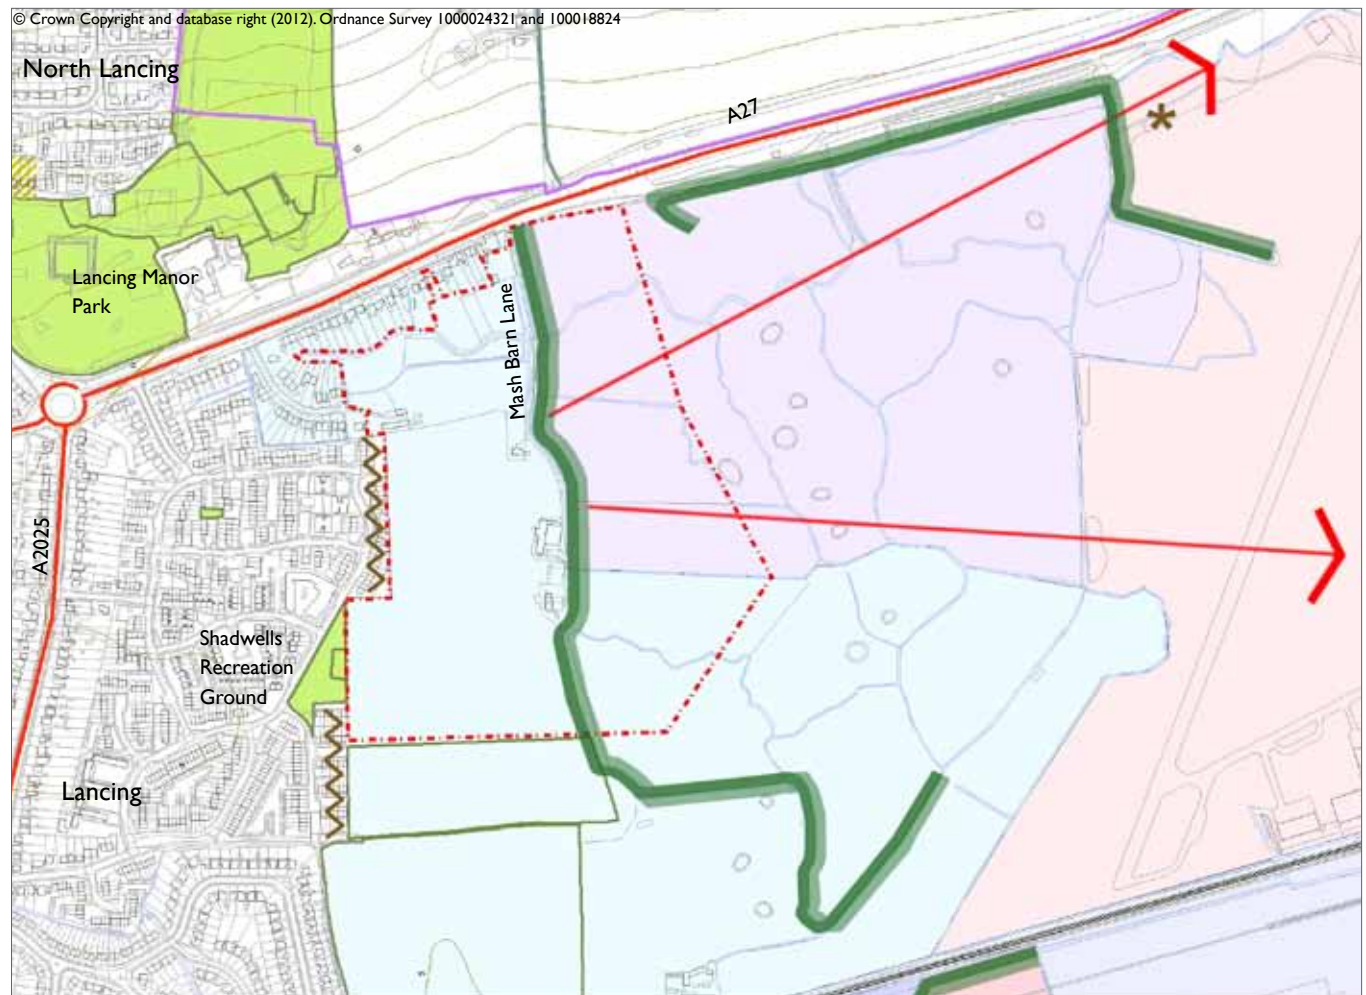 © Crown Copyright and database right (2012). Ordnance Survey 1000024321 and 100018824
North Lancing
A27
Lancing Manor
Park
Mash Barn Lane
A2025
Shadwells
Recreation
Ground
Lancing